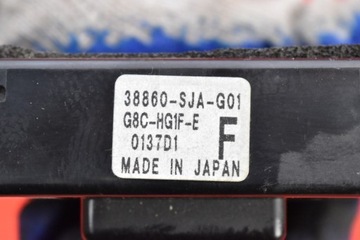 38860-SJA-G01
G8C-HG1F-E
0137D1 F
MADE IN JAPAN